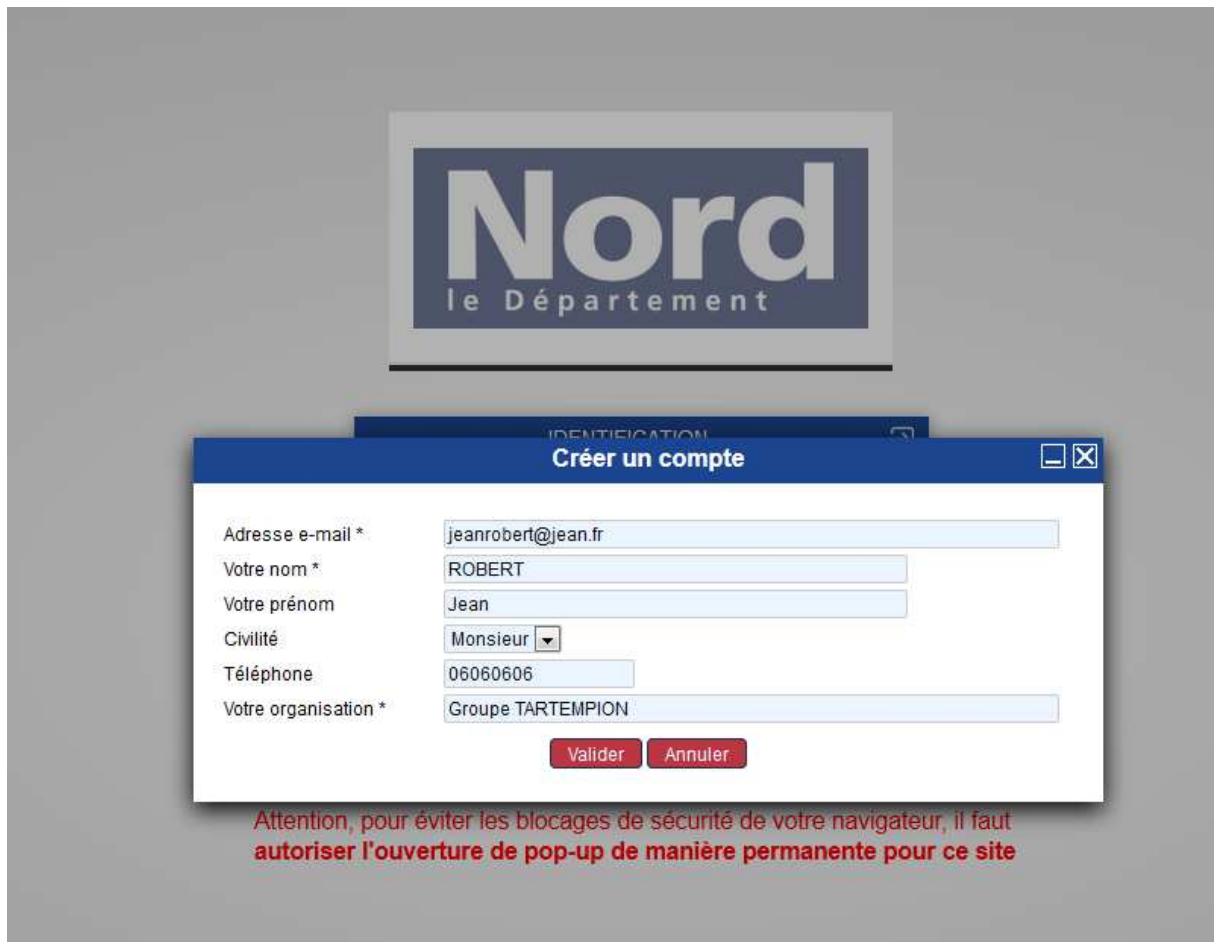 Nord
le Département
IDENTIFICATION
Créer un compte
Adresse e-mail * jeanrobert@jean.fr
Votre nom * ROBERT
Votre prénom Jean
Civilité Monsieur
Téléphone 06060606
Votre organisation * Groupe TARTEMPION
Valider Annuler
Attention, pour éviter les blocages de sécurité de votre navigateur, il faut
autoriser l'ouverture de pop-up de manière permanente pour ce site